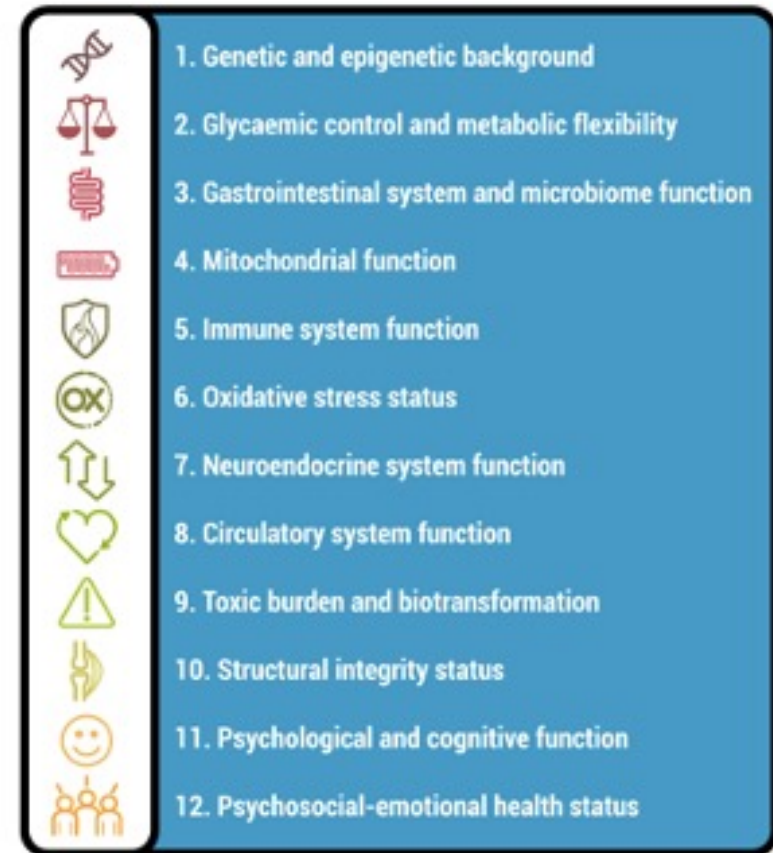 1. Genetic and epigenetic background
2. Glycaemic control and metabolic flexibility
3. Gastrointestinal system and microbiome function
4. Mitochondrial function
5. Immune system function
OX
6. Oxidative stress status
7. Neuroendocrine system function
8. Circulatory system function
9. Toxic burden and biotransformation
10. Structural integrity status
11. Psychological and cognitive function
12. Psychosocial-emotional health status